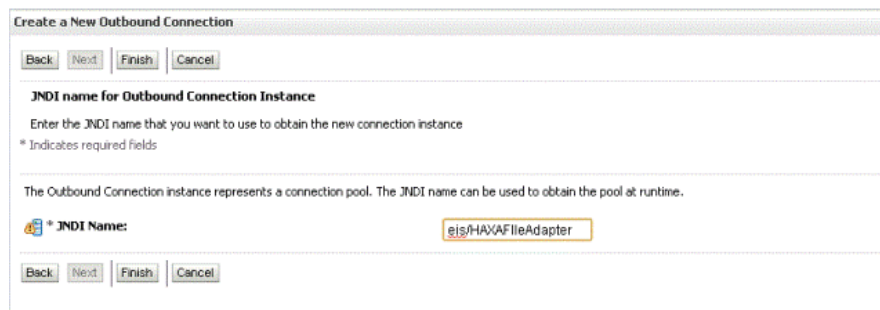 Create a New Outbound Connection
Back Next Finish Cancel
JNDI name for Outbound Connection Instance
Enter the JNDI name that you want to use to obtain the new connection instance
* Indicates required fields
The Outbound Connection instance represents a connection pool. The JNDI name can be used to obtain the pool at runtime.
* JNDI Name: eis/HAXAFIleAdapter
Back Next Finish Cancel